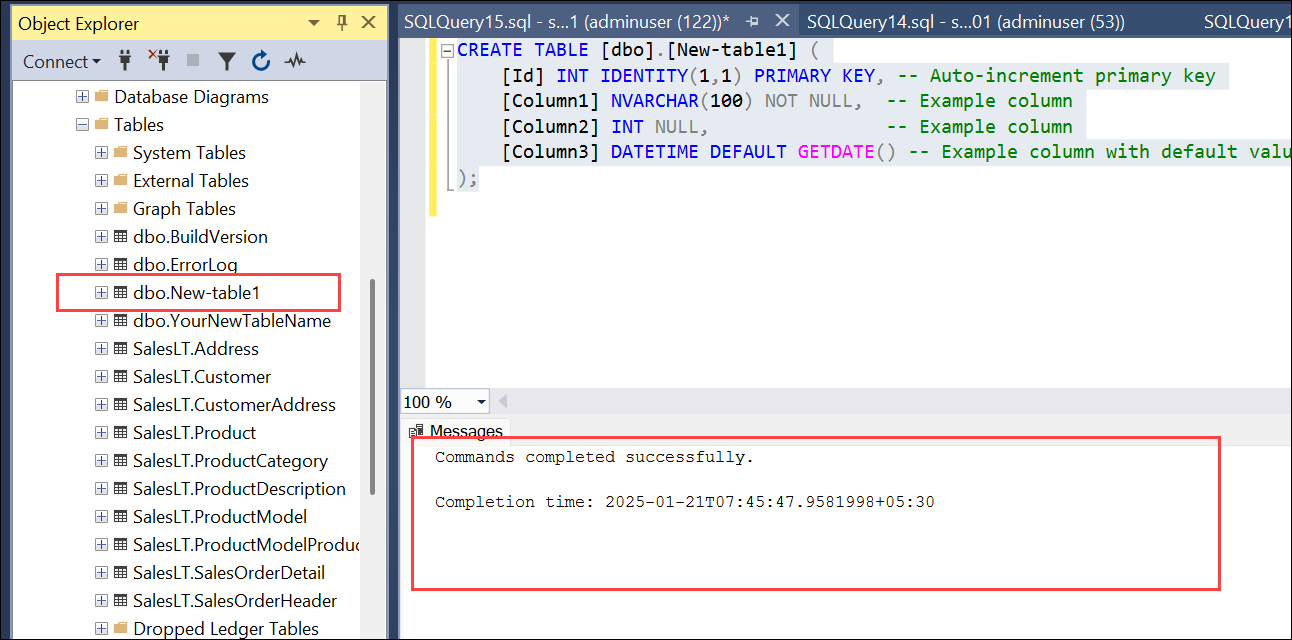 Object Explorer
Connect
Database Diagrams
Tables
System Tables
External Tables
Graph Tables
dbo.BuildVersion
dbo.ErrorLog
dbo.New-table1
dbo.YourNewTableName
SalesLT.Address
SalesLT.Customer
SalesLT.CustomerAddress
SalesLT.Product
SalesLT.ProductCategory
SalesLT.ProductDescription
SalesLT.ProductModel
SalesLT.ProductModelProduc
SalesLT.SalesOrderDetail
SalesLT.SalesOrderHeader
Dropped Ledger Tables
SQLQuery15.sql - s...1 (adminuser (122))* SQLQuery14.sql - s...01 (adminuser (53)) SQLQuery1
CREATE TABLE [dbo].[New-table1] (
[Id] INT IDENTITY(1,1) PRIMARY KEY, -- Auto-increment primary key
[Column1] NVARCHAR(100) NOT NULL, -- Example column
[Column2] INT NULL, -- Example column
[Column3] DATETIME DEFAULT GETDATE() -- Example column with default valu
);
100 %
Messages
Commands completed successfully.
Completion time: 2025-01-21T07:45:47.9581998+05:30